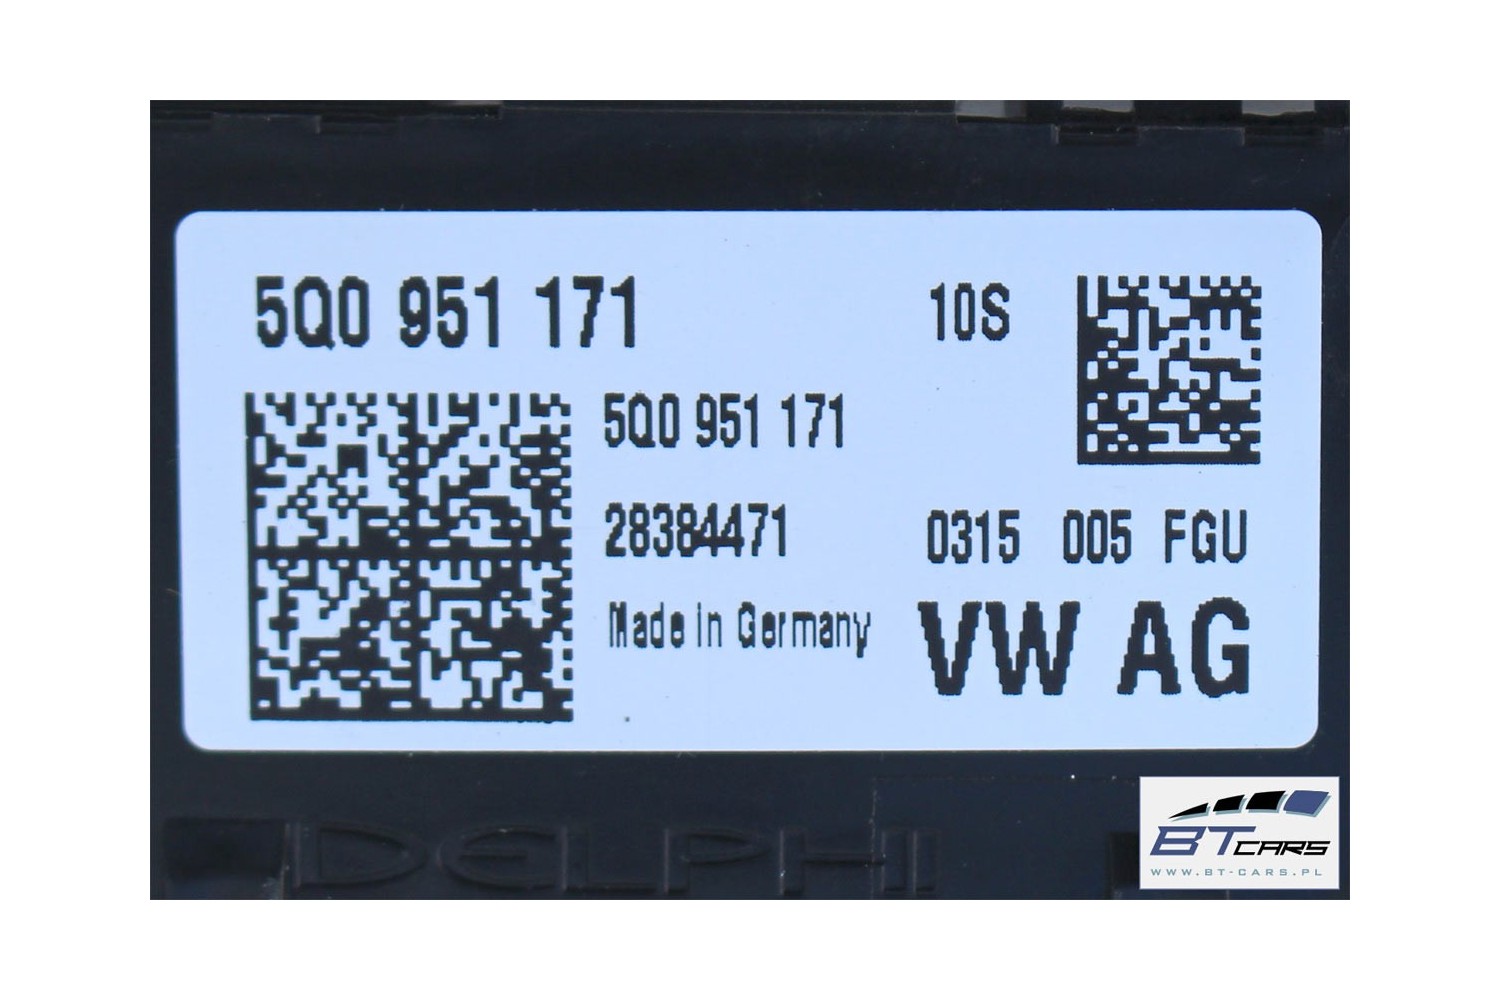 5Q0 951 171
10S
5Q0 951 171
28384471
0315 005 FGU
Made in Germany
VW AG
DELPHI
BT CARS
WWW.BT-CARS.PL